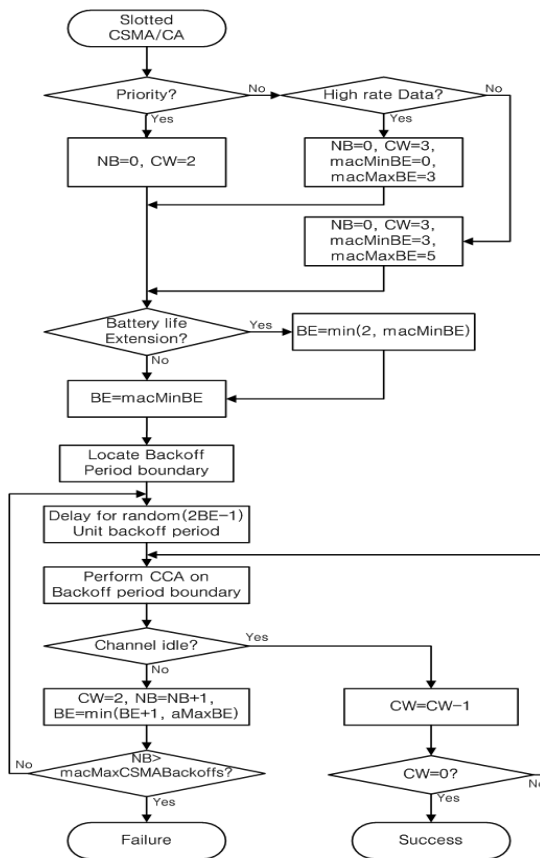 Slotted
CSMA/CA
Priority?
No
High rate Data?
No
Yes
Yes
NB=0, CW=2
NB=0, CW=3,
macMinBE=0,
macMaxBE=3
NB=0, CW=3,
macMinBE=3,
macMaxBE=5
Battery life
Extension?
Yes
BE=min(2, macMinBE)
No
BE=macMinBE
Locate Backoff
Period boundary
Delay for random(2BE-1)
Unit backoff period
Perform CCA on
Backoff period boundary
Channel idle?
Yes
No
CW=2, NB=NB+1,
BE=min(BE+1, aMaxBE)
CW=CW-1
NB>
macMaxCSMABackoffs?
No
Yes
CW=0?
No
Yes
Failure
Success